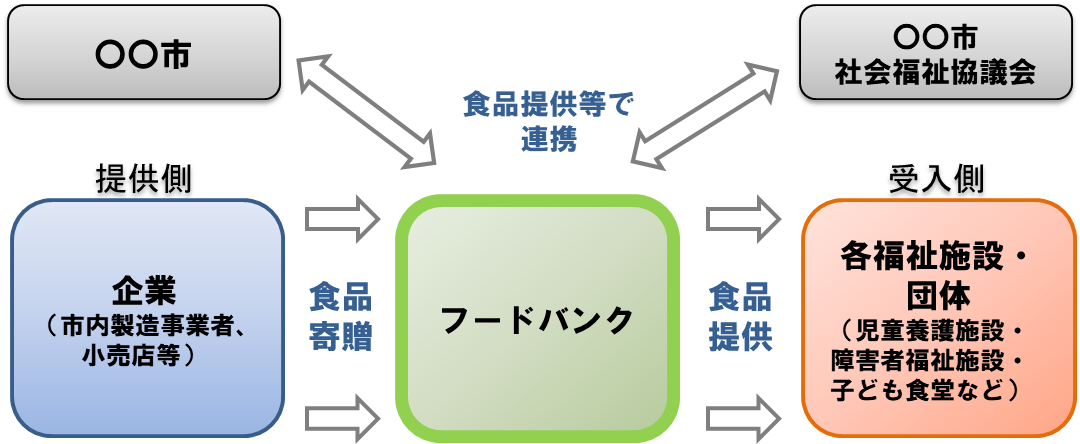 〇〇市
〇〇市
社会福祉協議会
食品提供等で
連携
提供側
受入側
企業
（市内製造事業者、
小売店等）
食品
寄贈
フードバンク
食品
提供
各福祉施設・
団体
（児童養護施設・
障害者福祉施設・
子ども食堂など）